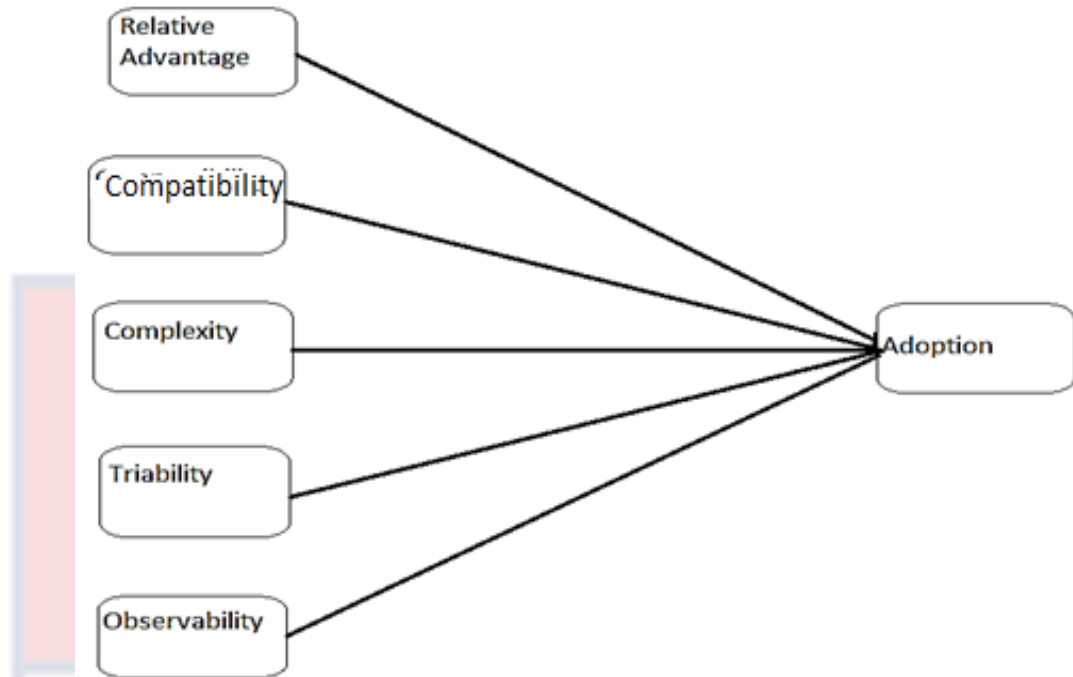 Relative
Advantage
Compatibility
Complexity
Adoption
Triability
Observability